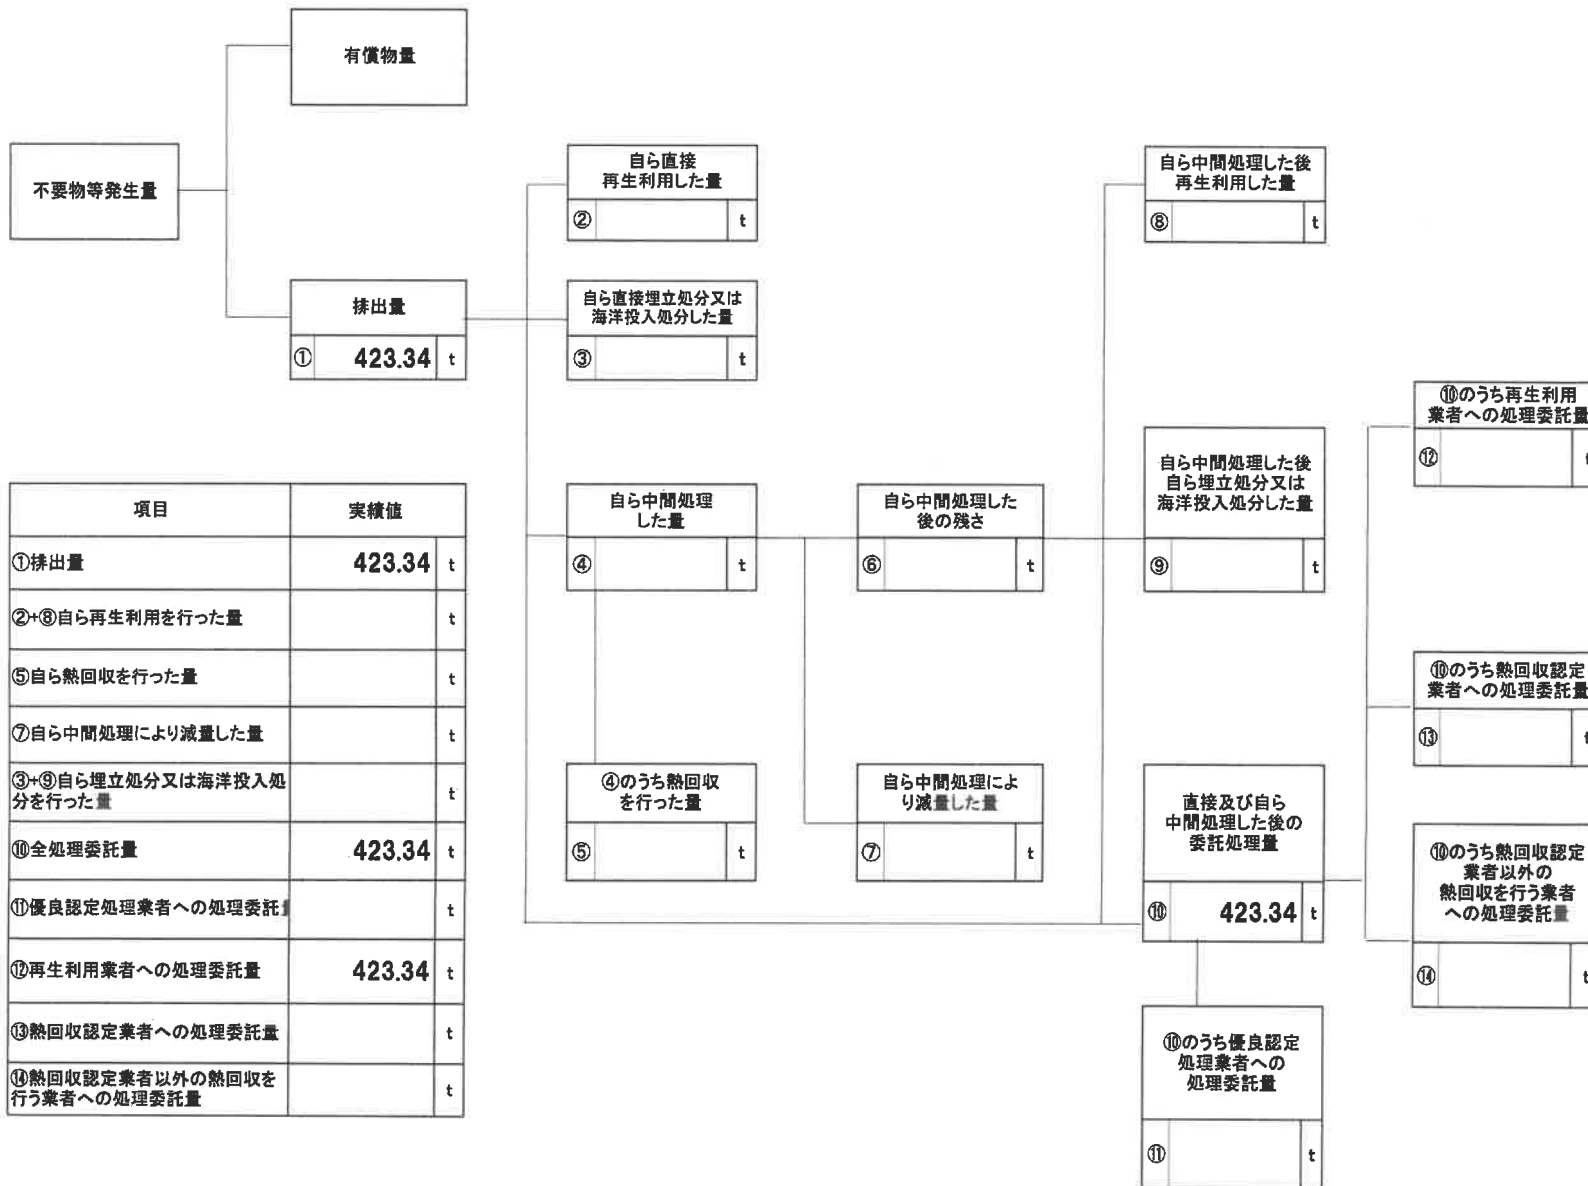 有償物量
不要物等発生量
排出量
① 423.34 t
自ら直接
再生利用した量
② t
自ら直接埋立処分又は
海洋投入処分した量
③ t
自ら中間処理
した量
④ t
④のうち熱回収
を行った量
⑤ t
自ら中間処理した
後の残さ
⑥ t
自ら中間処理によ
り減量した量
⑦ t
自ら中間処理した後
再生利用した量
⑧ t
自ら中間処理した後
自ら埋立処分又は
海洋投入処分した量
⑨ t
直接及び自ら
中間処理した後の
委託処理量
⑩ 423.34 t
⑩のうち優良認定
処理業者への
処理委託量
⑪ t
⑩のうち再生利用
業者への処理委託量
⑫ t
⑩のうち熱回収認定
業者への処理委託量
⑬ t
⑩のうち熱回収認定
業者以外の
熱回収を行う業者
への処理委託量
⑭ t
項目 実績値
①排出量 423.34 t
②+⑧自ら再生利用を行った量 t
⑤自ら熱回収を行った量 t
⑦自ら中間処理により減量した量 t
③+⑨自ら埋立処分又は海洋投入処
分を行った量 t
⑩全処理委託量 423.34 t
⑪優良認定処理業者への処理委託 t
⑫再生利用業者への処理委託量 423.34 t
⑬熱回収認定業者への処理委託量 t
⑭熱回収認定業者以外の熱回収を
行う業者への処理委託量 t